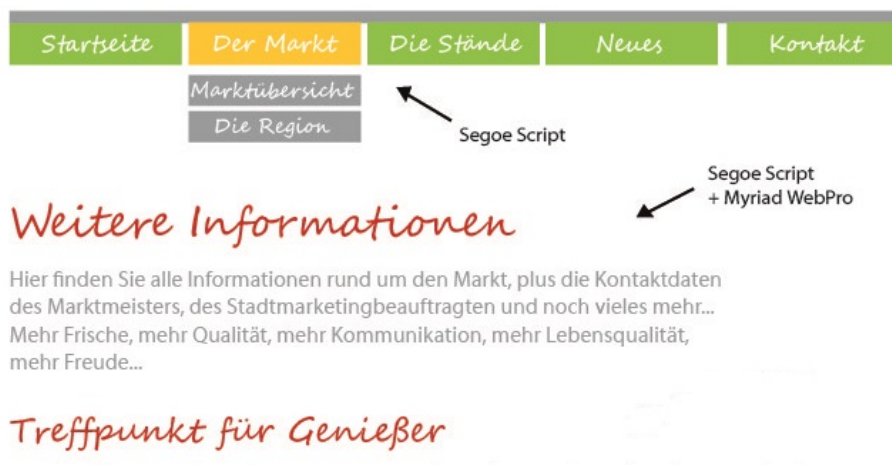 Startseite Der Markt Die Stände Neues Kontakt
Marktübersicht
Die Region
Segoe Script
Segoe Script
+ Myriad WebPro
Weitere Informationen
Hier finden Sie alle Informationen rund um den Markt, plus die Kontaktdaten
des Marktmeisters, des Stadtmarketingbeauftragten und noch vieles mehr...
Mehr Frische, mehr Qualität, mehr Kommunikation, mehr Lebensqualität,
mehr Freude...
Treffpunkt für Genießer